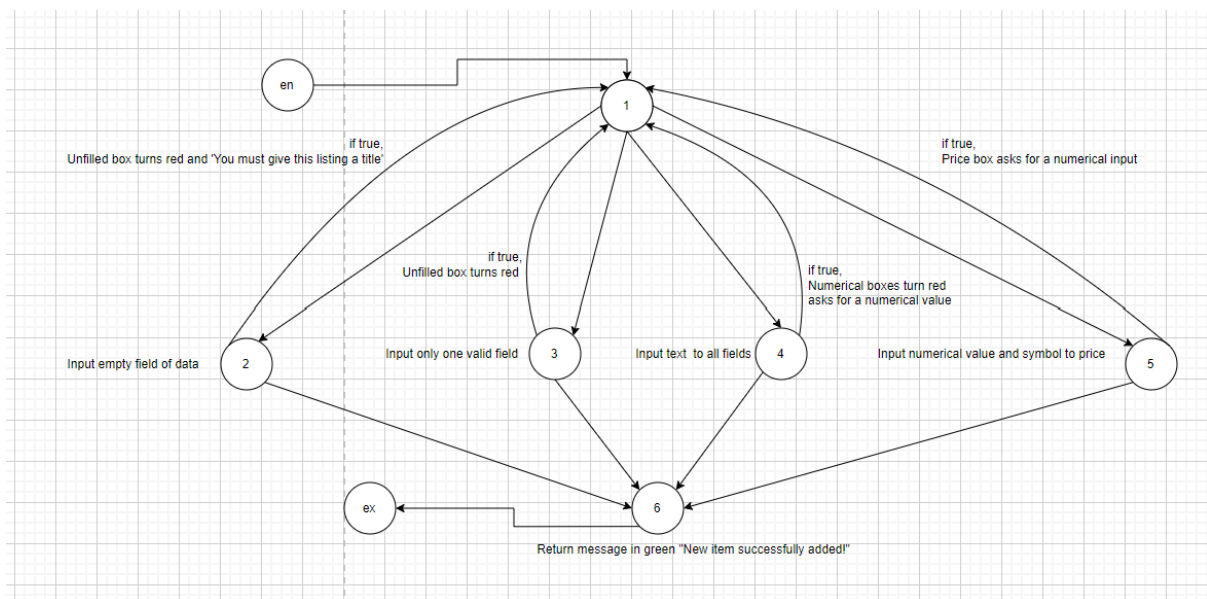 en
1
if true,
Unfilled box turns red and 'You must give this listing a title'
if true,
Price box asks for a numerical input
if true,
Unfilled box turns red
if true,
Numerical boxes turn red
asks for a numerical value
Input empty field of data
2
Input only one valid field
3
Input text to all fields
4
Input numerical value and symbol to price
5
ex
6
Return message in green "New item successfully added!"